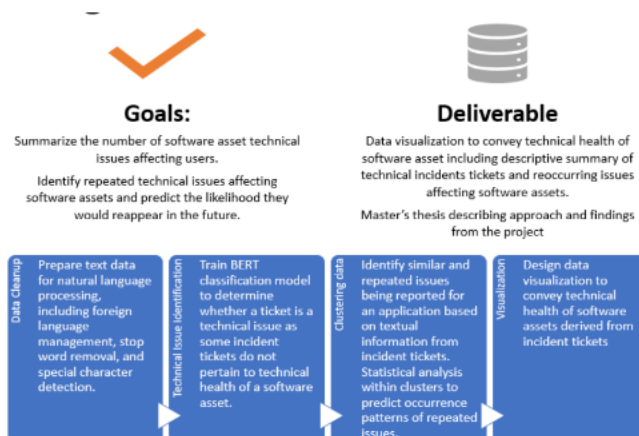 Goals:
Summarize the number of software asset technical
issues affecting users.
Identify repeated technical issues affecting
software assets and predict the likelihood they
would reappear in the future.
Deliverable
Data visualization to convey technical health of
software asset including descriptive summary of
technical incidents tickets and reoccurring issues
affecting software assets.
Master's thesis describing approach and findings
from the project
Data Cleanup
Prepare text data
for natural language
processing,
including foreign
language
management, stop
word removal, and
special character
detection.
Technical Issue Identification
Train BERT
classification model
to determine
whether a ticket is a
technical issue as
some incident
tickets do not
pertain to technical
health of a software
asset.
Clustering data
Identify similar and
repeated issues
being reported for
an application based
on textual
information from
incident tickets.
Statistical analysis
within clusters to
predict occurrence
patterns of repeated
issues.
Visualization
Design data
visualization to
convey technical
health of software
assets derived from
incident tickets